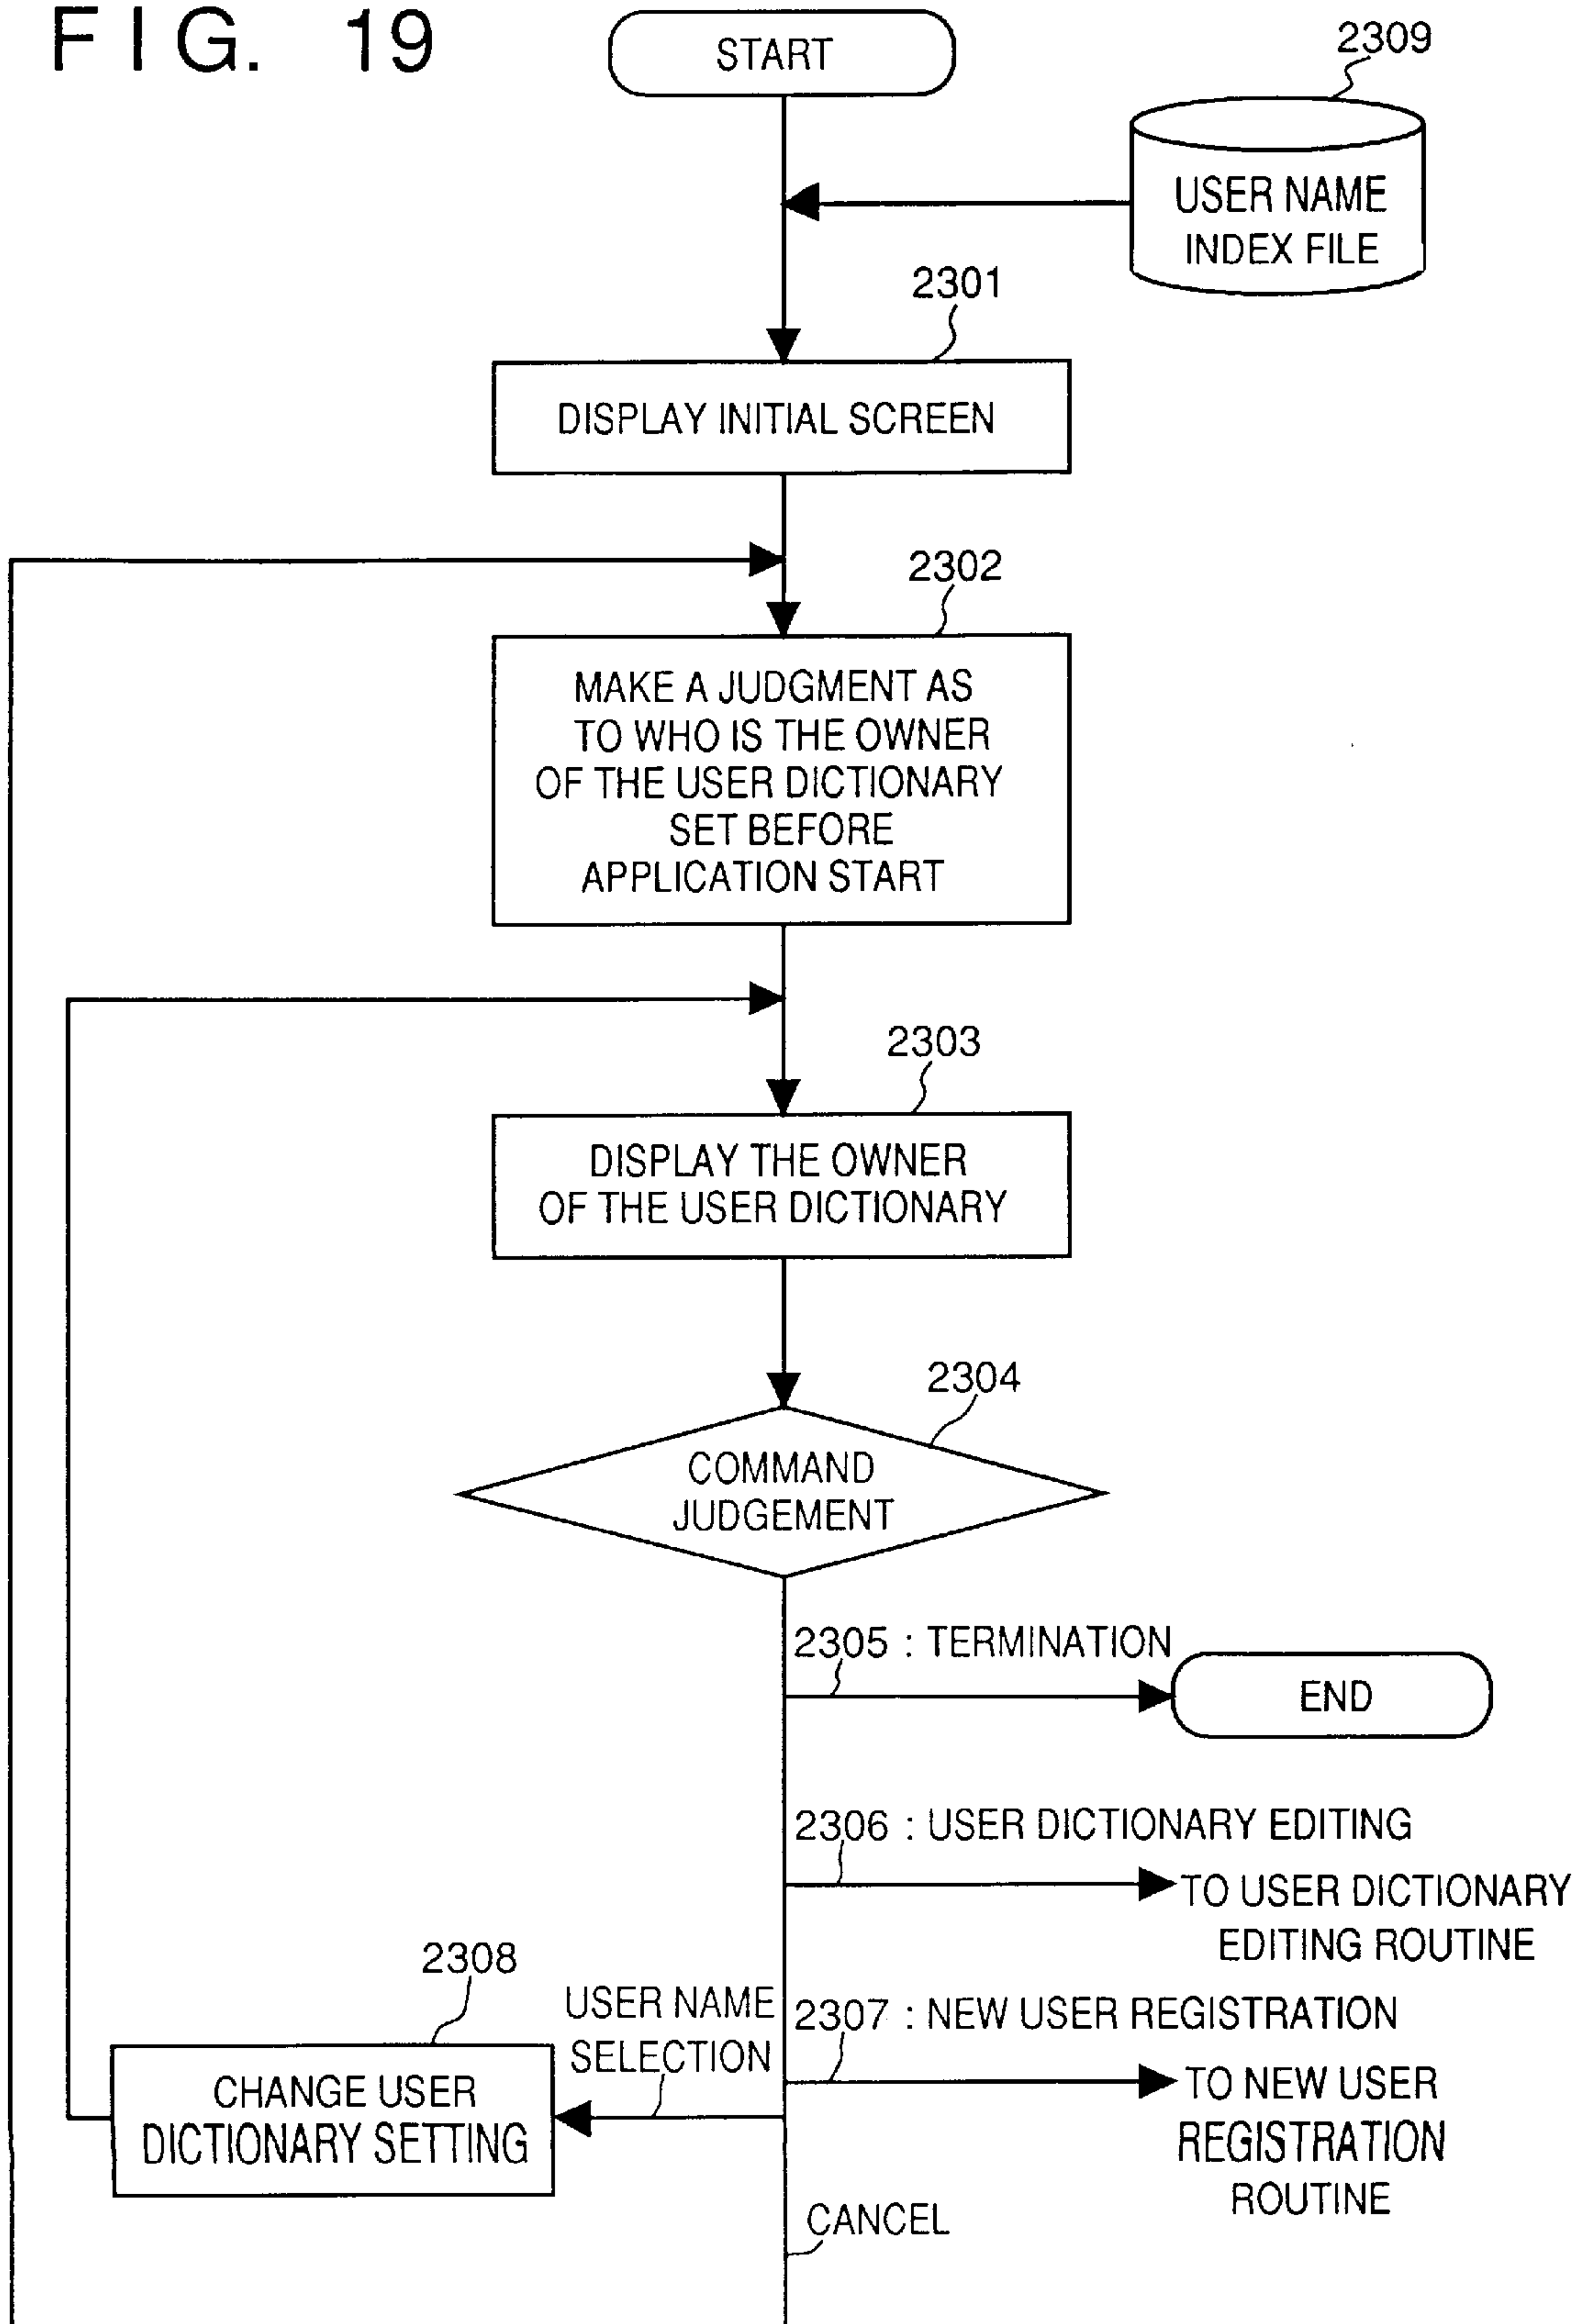 FIG. 19
START
2309
USER NAME
INDEX FILE
2301
DISPLAY INITIAL SCREEN
2302
MAKE A JUDGMENT AS
TO WHO IS THE OWNER
OF THE USER DICTIONARY
SET BEFORE
APPLICATION START
2303
DISPLAY THE OWNER
OF THE USER DICTIONARY
2304
COMMAND
JUDGEMENT
2305 : TERMINATION
END
2306 : USER DICTIONARY EDITING
TO USER DICTIONARY
EDITING ROUTINE
2308
USER NAME
SELECTION
2307 : NEW USER REGISTRATION
CHANGE USER
DICTIONARY SETTING
TO NEW USER
REGISTRATION
ROUTINE
CANCEL